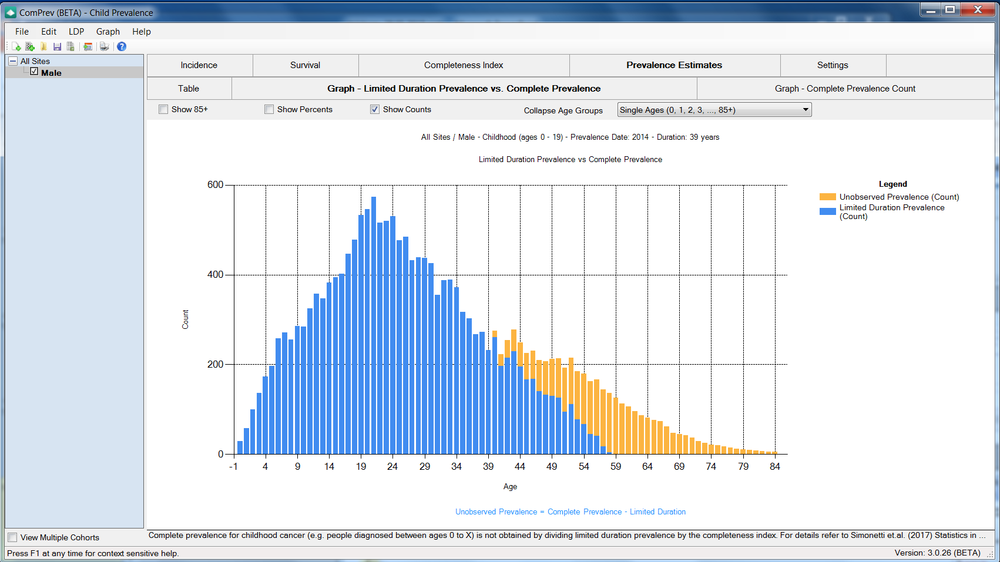 ComPrev (BETA) - Child Prevalence
File Edit LDP Graph Help
All Sites
Male
Incidence Survival Completeness Index Prevalence Estimates Settings
Table Graph - Limited Duration Prevalence vs. Complete Prevalence Graph - Complete Prevalence Count
Show 85+ Show Percents Show Counts Collapse Age Groups Single Ages (0, 1, 2, 3, ..., 85+)
All Sites / Male - Childhood (ages 0 - 19) - Prevalence Date: 2014 - Duration: 39 years
Limited Duration Prevalence vs Complete Prevalence
600
400
200
0
Count
-1 4 9 14 19 24 29 34 39 44 49 54 59 64 69 74 79 84
Age
Legend
Unobserved Prevalence (Count)
Limited Duration Prevalence
(Count)
Unobserved Prevalence = Complete Prevalence - Limited Duration
View Multiple Cohorts
Complete prevalence for childhood cancer (e.g. people diagnosed between ages 0 to X) is not obtained by dividing limited duration prevalence by the completeness index. For details refer to Simonetti et.al. (2017) Statistics in ...
Press F1 at any time for context sensitive help.
Version: 3.0.26 (BETA)